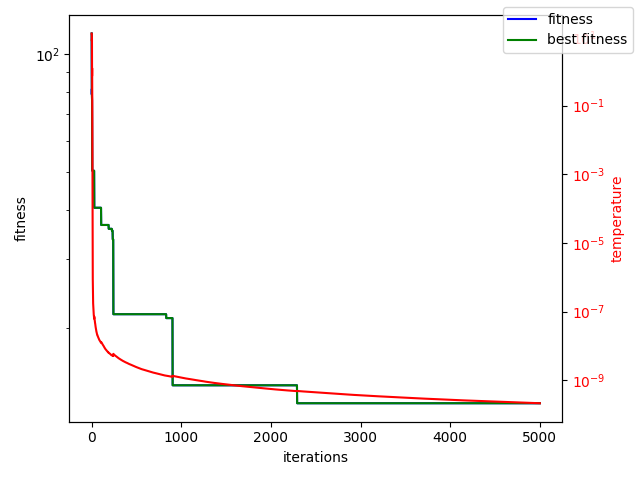 fitness
best fitness
10²
10⁻¹
10⁻³
10⁻⁵
10⁻⁷
10⁻⁹
fitness
temperature
0
1000
2000
3000
4000
5000
iterations